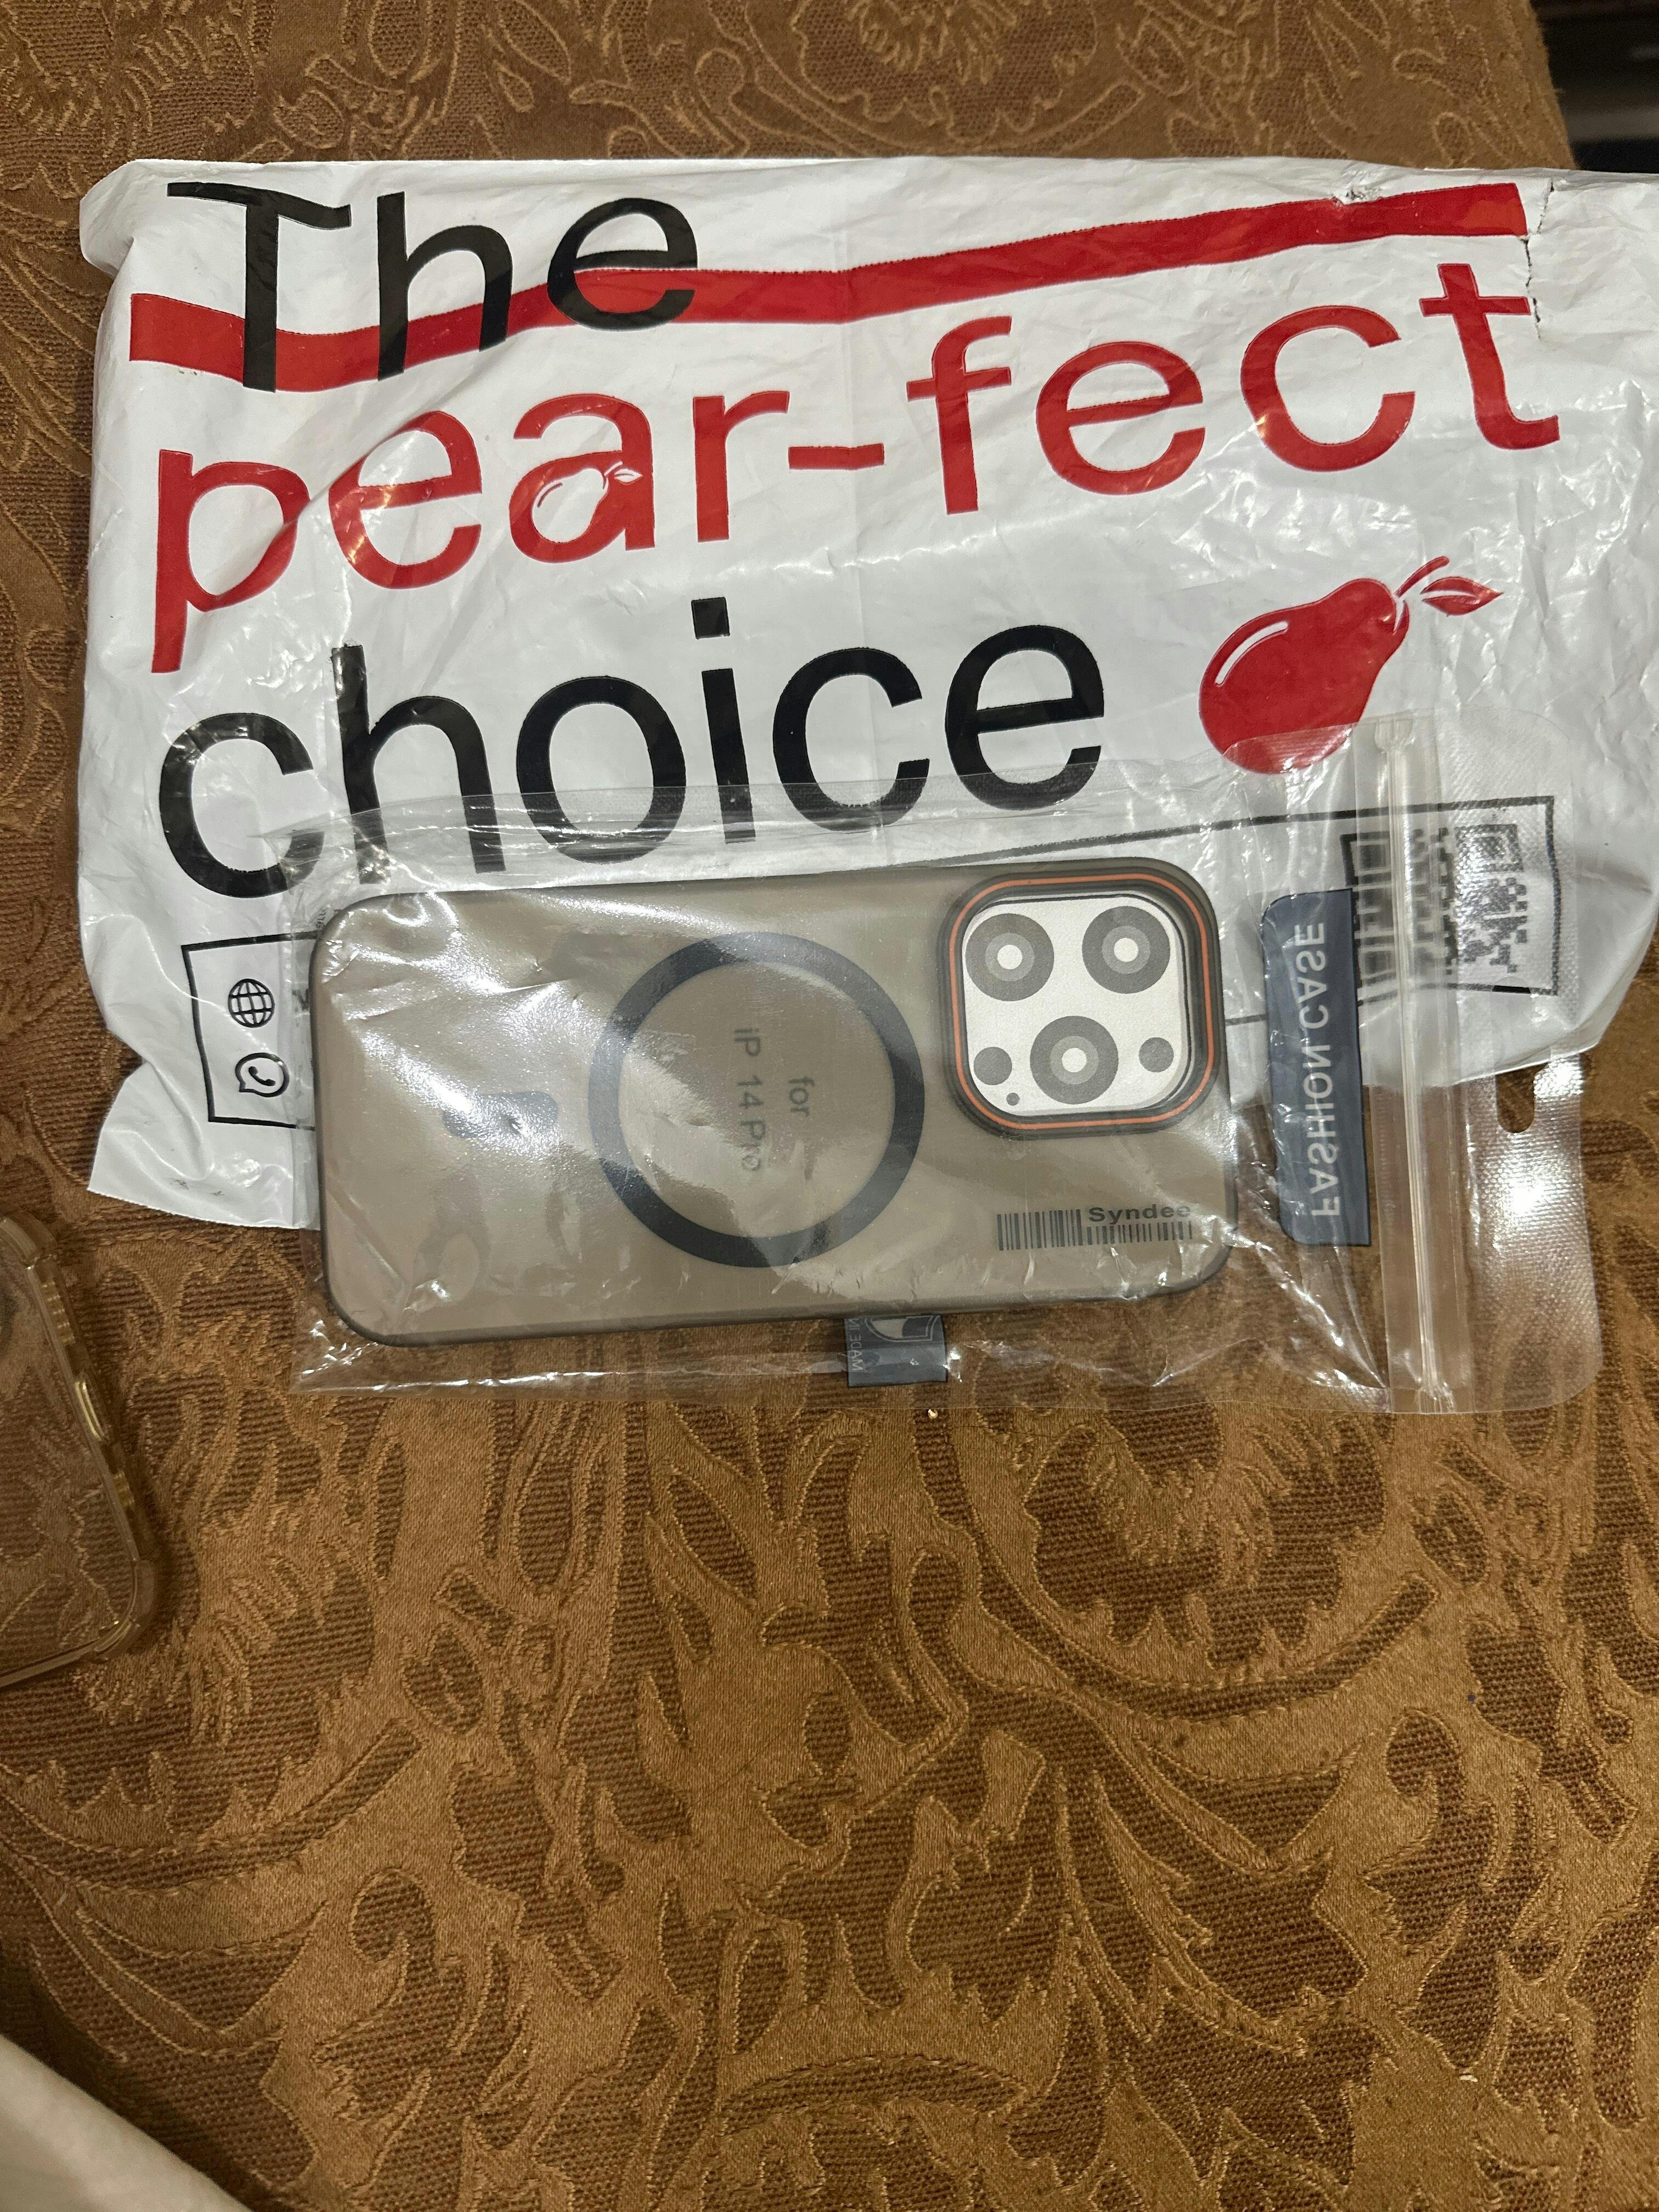 The
pear-fect
choice
for
iP 14 Pro
Syndee
FASHION CASE